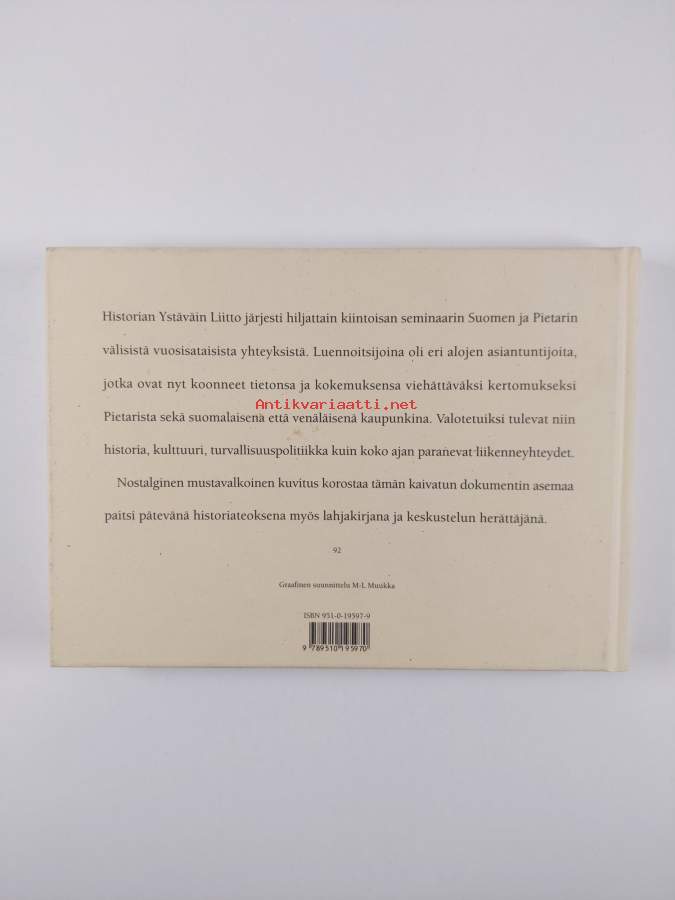 Historian Ystäväin Liitto järjesti hiljattain kiintoisan seminaarin Suomen ja Pietarin
välisistä vuosisataisista yhteyksistä. Luennoitsijoina oli eri alojen asiantuntijoita,
jotka ovat nyt koonneet tietonsa ja kokemuksensa viehättäväksi kertomukseksi
Antikvariaatti.net
Pietarista sekä suomalaisena että venäläisenä kaupunkina. Valotetuiksi tulevat niin
historia, kulttuuri, turvallisuuspolitiikka kuin koko ajan paranevat liikenneyhteydet.
Nostalginen mustavalkoinen kuvitus korostaa tämän kaivatun dokumentin asemaa
paitsi pätevänä historiateoksena myös lahjakirjana ja keskustelun herättäjänä.
92
Graafinen suunnittelu M-L Muukka
ISBN 951-0-19597-9
9 789510 195970